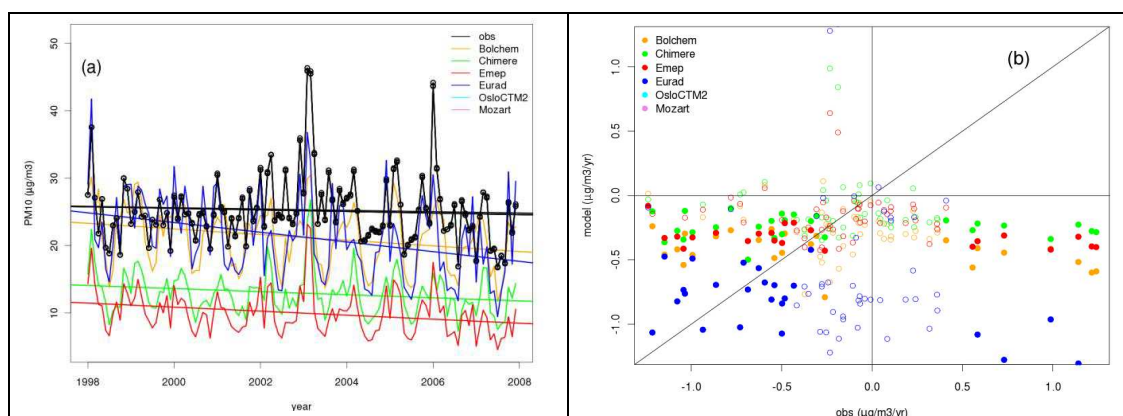 50
40
30
20
10
PM10 (µg/m3)
(a)
obs
Bolchem
Chimere
Emep
Eurad
OsloCTM2
Mozart
1998 2000 2002 2004 2006 2008
year
1.0
0.5
0.0
-0.5
-1.0
model (µg/m3/yr)
Bolchem
Chimere
Emep
Eurad
OsloCTM2
Mozart
(b)
-1.0 -0.5 0.0 0.5 1.0
obs (µg/m3/yr)